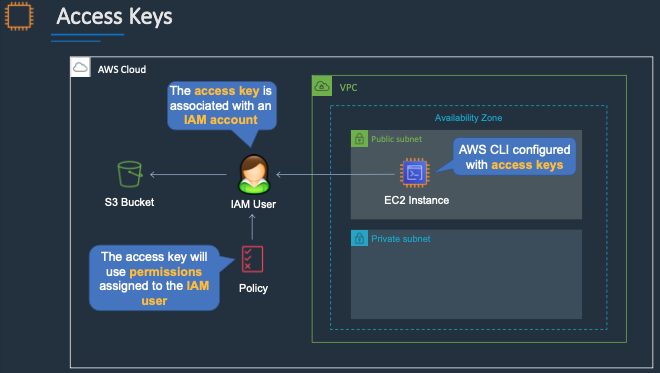 Access Keys
AWS Cloud
The access key is
associated with an
IAM account
VPC
Availability Zone
Public subnet
AWS CLI configured
with access keys
S3 Bucket
IAM User
EC2 Instance
Private subnet
The access key will
use permissions
assigned to the IAM
user
Policy